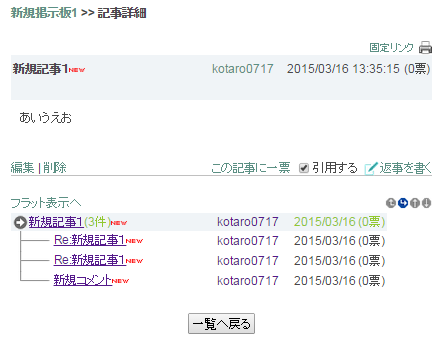 新規掲示板1 >> 記事詳細
固定リンク
新規記事1NEW kotaro0717 2015/03/16 13:35:15 (0票)
あいうえお
編集 | 削除 この記事に一票 引用する 返事を書く
フラット表示へ
新規記事1(3件)NEW kotaro0717 2015/03/16 (0票)
Re:新規記事1NEW kotaro0717 2015/03/16 (0票)
Re:新規記事1NEW kotaro0717 2015/03/16 (0票)
新規コメントNEW kotaro0717 2015/03/16 (0票)
一覧へ戻る